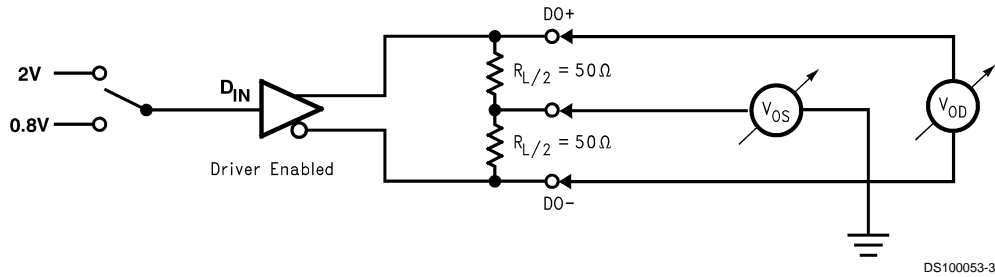 DO+
2V
D_IN
R_L/2 = 50Ω
0.8V
V_OS
V_OD
R_L/2 = 50Ω
Driver Enabled
DO−
DS100053-3